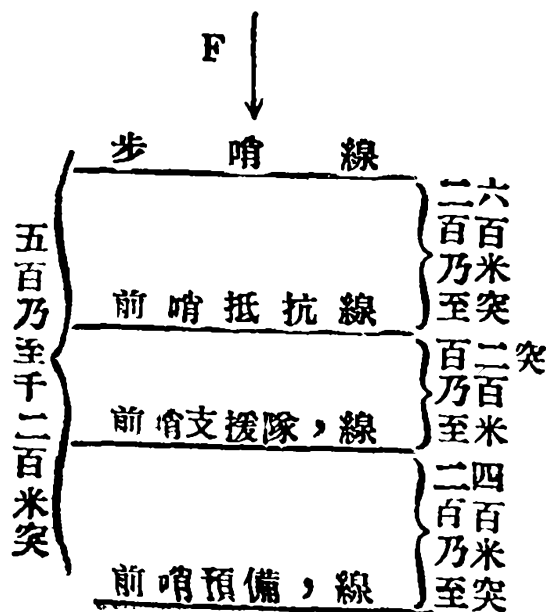 F
步哨線
二百乃至
六百米突
五百乃至千二百米突
前哨抵抗線
百乃至
二百米
突
前哨支援隊，線
二百乃至
四百米突
前哨預備，線